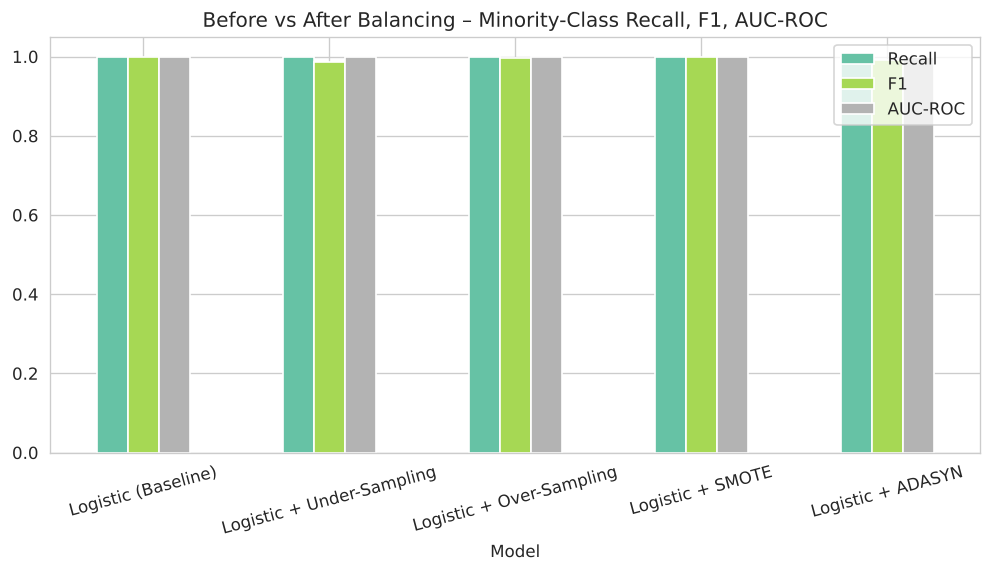 Before vs After Balancing – Minority-Class Recall, F1, AUC-ROC
1.0
0.8
0.6
0.4
0.2
0.0
Recall
F1
AUC-ROC
Logistic (Baseline)
Logistic + Under-Sampling
Logistic + Over-Sampling
Logistic + SMOTE
Logistic + ADASYN
Model